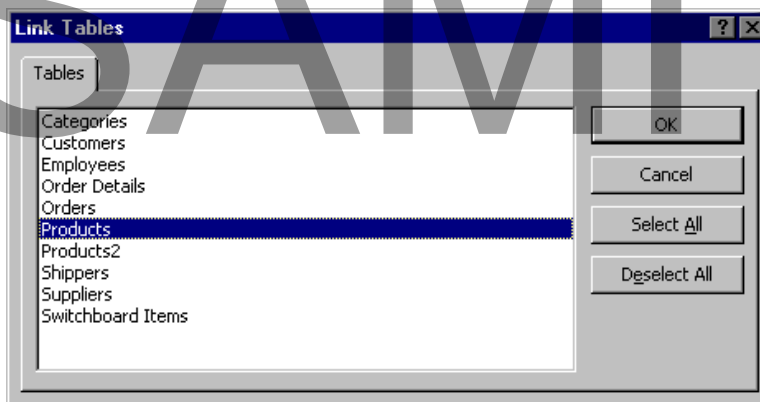 Link Tables
Tables
Categories
Customers
Employees
Order Details
Orders
Products
Products2
Shippers
Suppliers
Switchboard Items
OK
Cancel
Select All
Deselect All